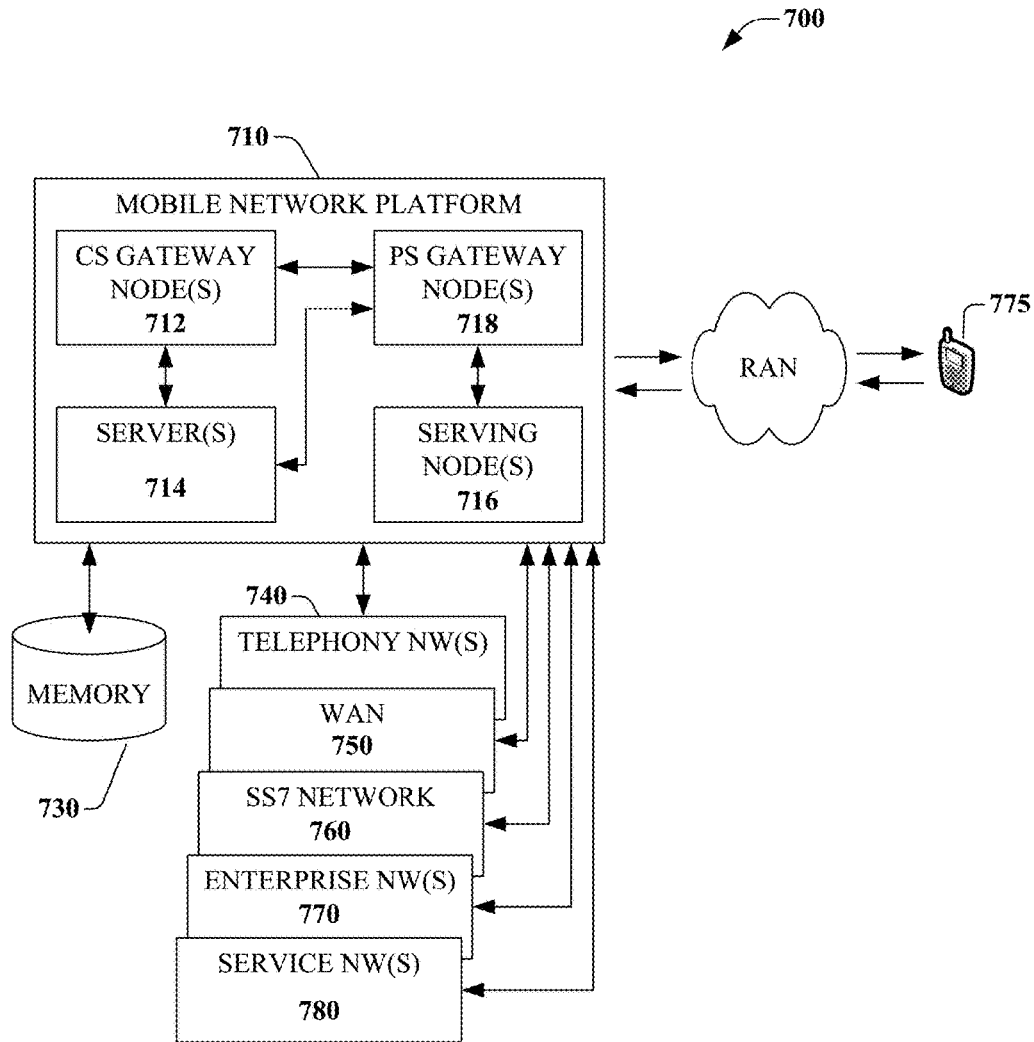 700
710
MOBILE NETWORK PLATFORM
CS GATEWAY
NODE(S)
712
PS GATEWAY
NODE(S)
718
SERVER(S)
714
SERVING
NODE(S)
716
RAN
775
740
TELEPHONY NW(S)
MEMORY
730
WAN
750
SS7 NETWORK
760
ENTERPRISE NW(S)
770
SERVICE NW(S)
780